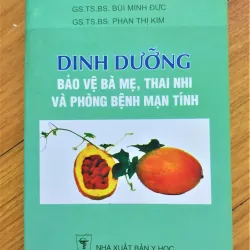 GS.TS.BS. BÙI MINH ĐỨC
GS.TS.BS. PHAN THỊ KIM
DINH DƯỠNG
BẢO VỆ BÀ MẸ, THAI NHI
VÀ PHÒNG BỆNH MẠN TÍNH
NHÀ XUẤT BẢN Y HỌC